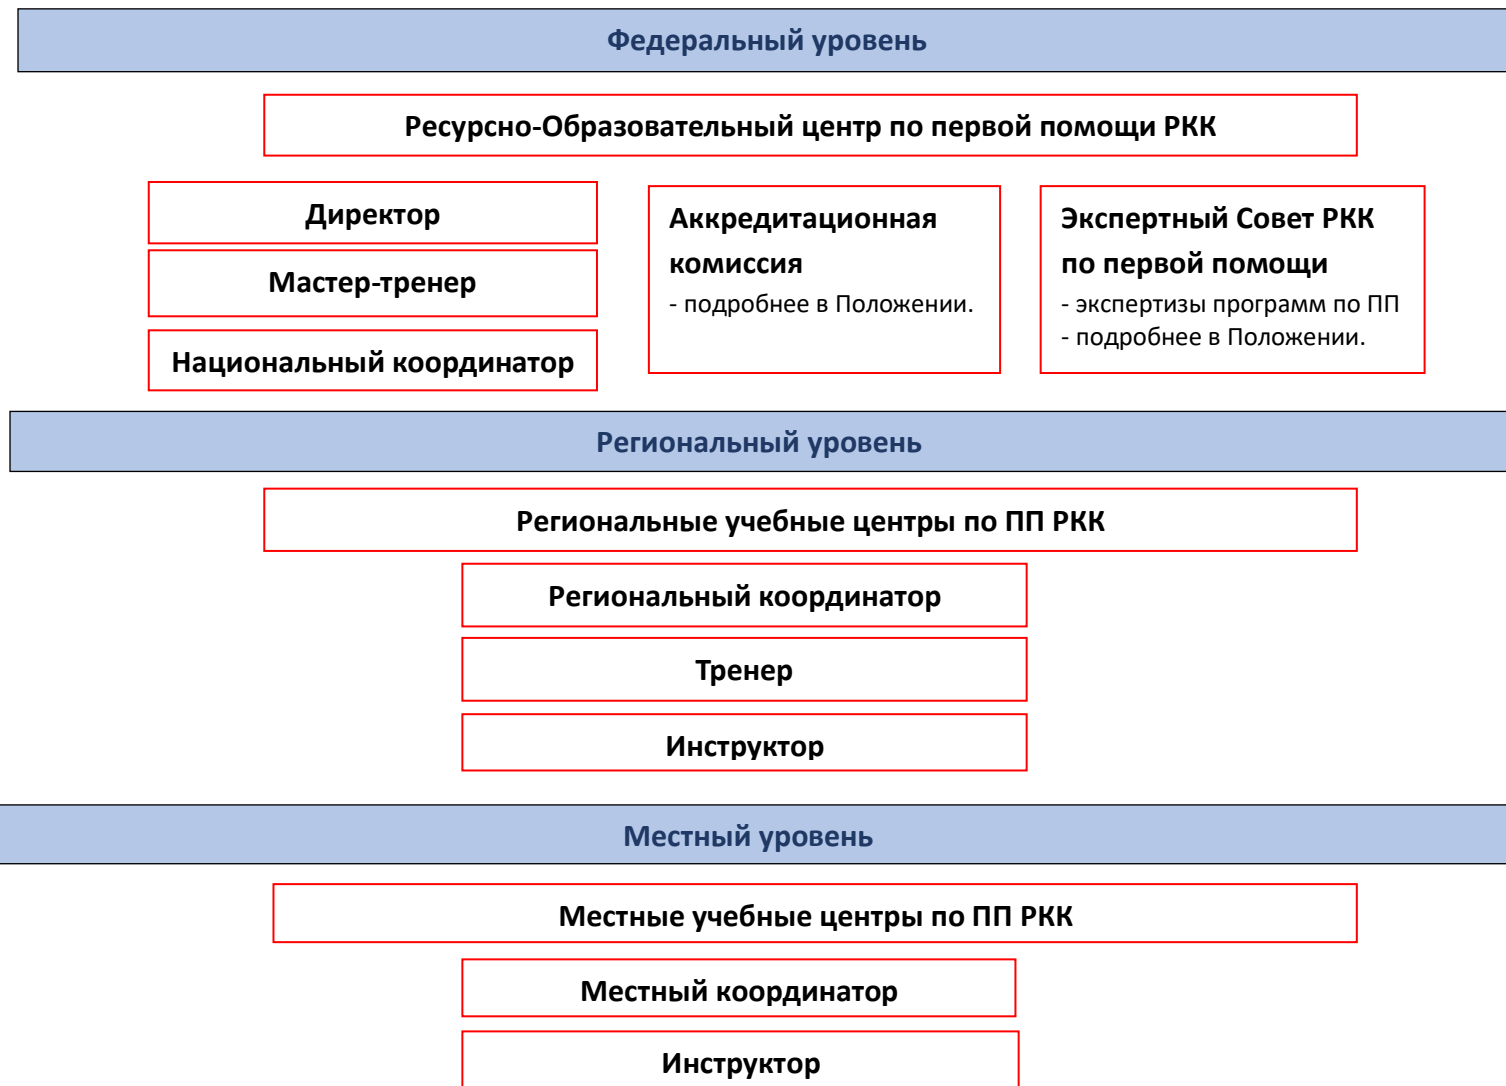 Федеральный уровень
Ресурсно-Образовательный центр по первой помощи РКК
Директор
Мастер-тренер
Национальный координатор
Аккредитационная
комиссия
- подробнее в Положении.
Экспертный Совет РКК
по первой помощи
- экспертизы программ по ПП
- подробнее в Положении.
Региональный уровень
Региональные учебные центры по ПП РКК
Региональный координатор
Тренер
Инструктор
Местный уровень
Местные учебные центры по ПП РКК
Местный координатор
Инструктор